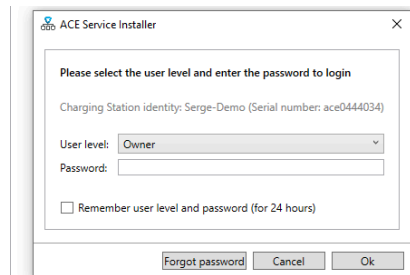 ACE Service Installer
Please select the user level and enter the password to login
Charging Station identity: Serge-Demo (Serial number: ace0444034)
User level: Owner
Password:
Remember user level and password (for 24 hours)
Forgot password Cancel Ok